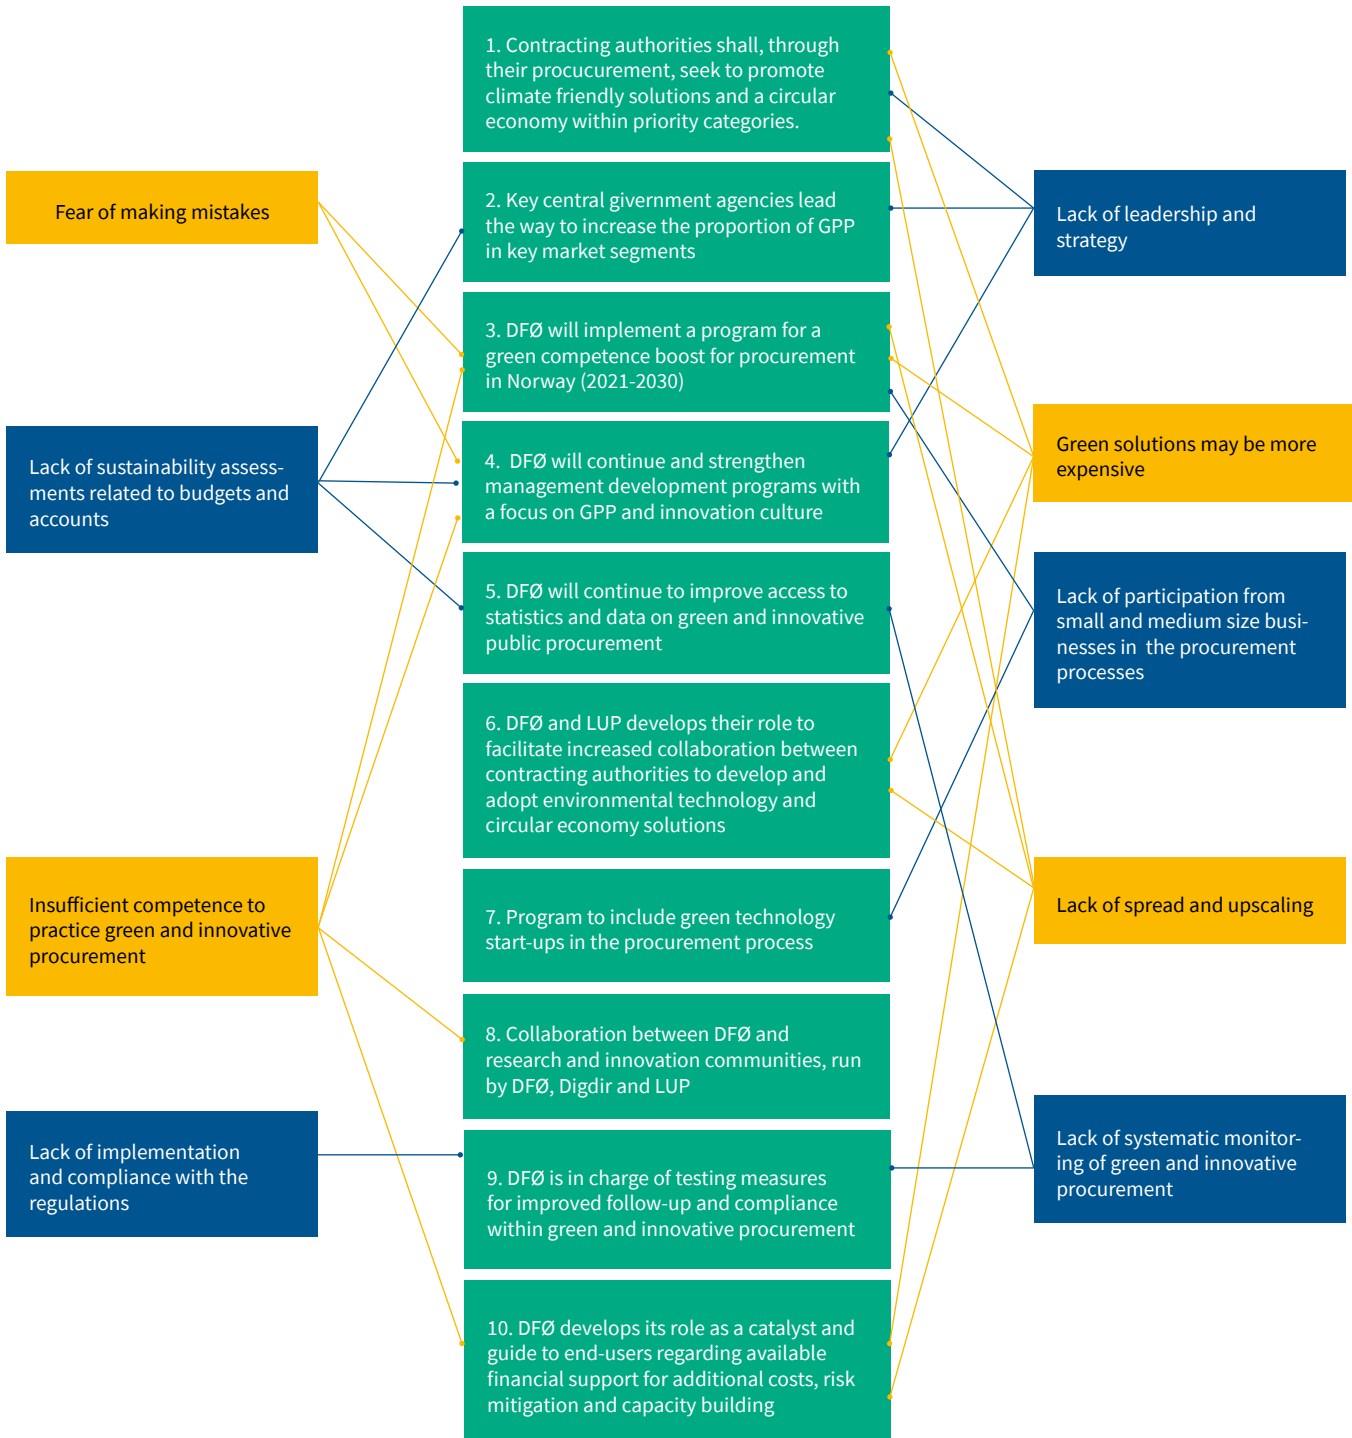 Fear of making mistakes
Lack of sustainability assess-
ments related to budgets and
accounts
Insufficient competence to
practice green and innovative
procurement
Lack of implementation
and compliance with the
regulations
1. Contracting authorities shall, through
their procucurement, seek to promote
climate friendly solutions and a circular
economy within priority categories.
2. Key central givernment agencies lead
the way to increase the proportion of GPP
in key market segments
3. DFØ will implement a program for a
green competence boost for procurement
in Norway (2021-2030)
4. DFØ will continue and strengthen
management development programs with
a focus on GPP and innovation culture
5. DFØ will continue to improve access to
statistics and data on green and innovative
public procurement
6. DFØ and LUP develops their role to
facilitate increased collaboration between
contracting authorities to develop and
adopt environmental technology and
circular economy solutions
7. Program to include green technology
start-ups in the procurement process
8. Collaboration between DFØ and
research and innovation communities, run
by DFØ, Digdir and LUP
9. DFØ is in charge of testing measures
for improved follow-up and compliance
within green and innovative procurement
10. DFØ develops its role as a catalyst and
guide to end-users regarding available
financial support for additional costs, risk
mitigation and capacity building
Lack of leadership and
strategy
Green solutions may be more
expensive
Lack of participation from
small and medium size busi-
nesses in the procurement
processes
Lack of spread and upscaling
Lack of systematic monitor-
ing of green and innovative
procurement